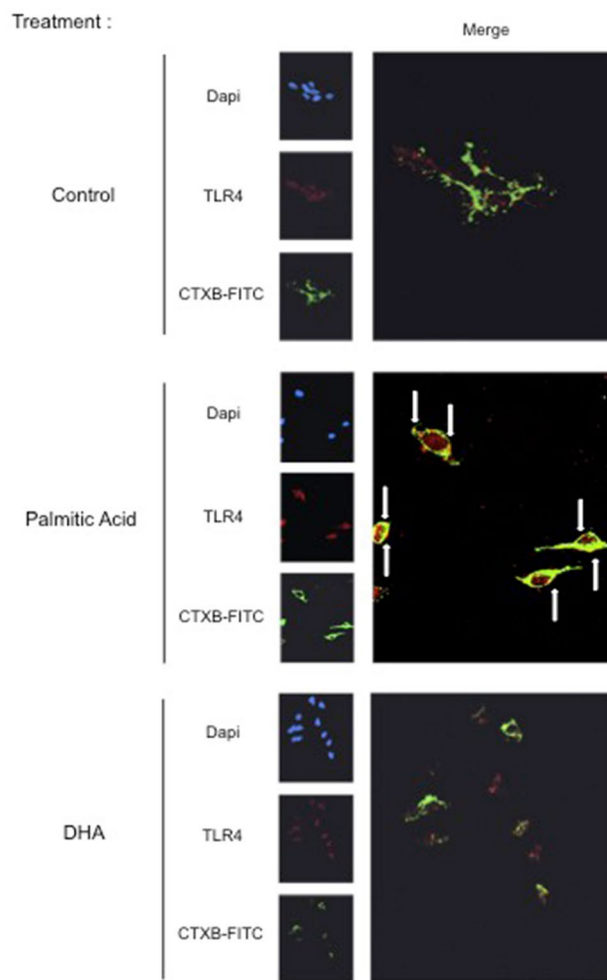 Treatment :
Merge
Dapi
Control
TLR4
CTXB-FITC
Dapi
Palmitic Acid
TLR4
CTXB-FITC
Dapi
DHA
TLR4
CTXB-FITC